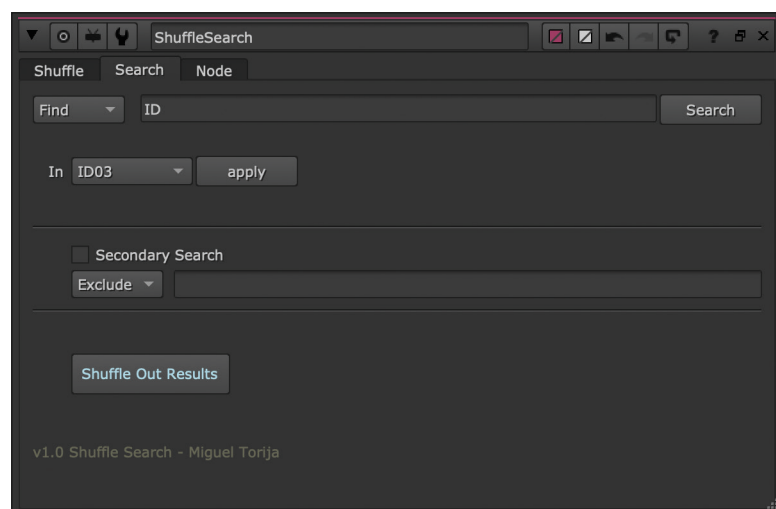 ShuffleSearch ?
Shuffle Search Node
Find ID Search
In ID03 apply
Secondary Search
Exclude
Shuffle Out Results
v1.0 Shuffle Search - Miguel Torija